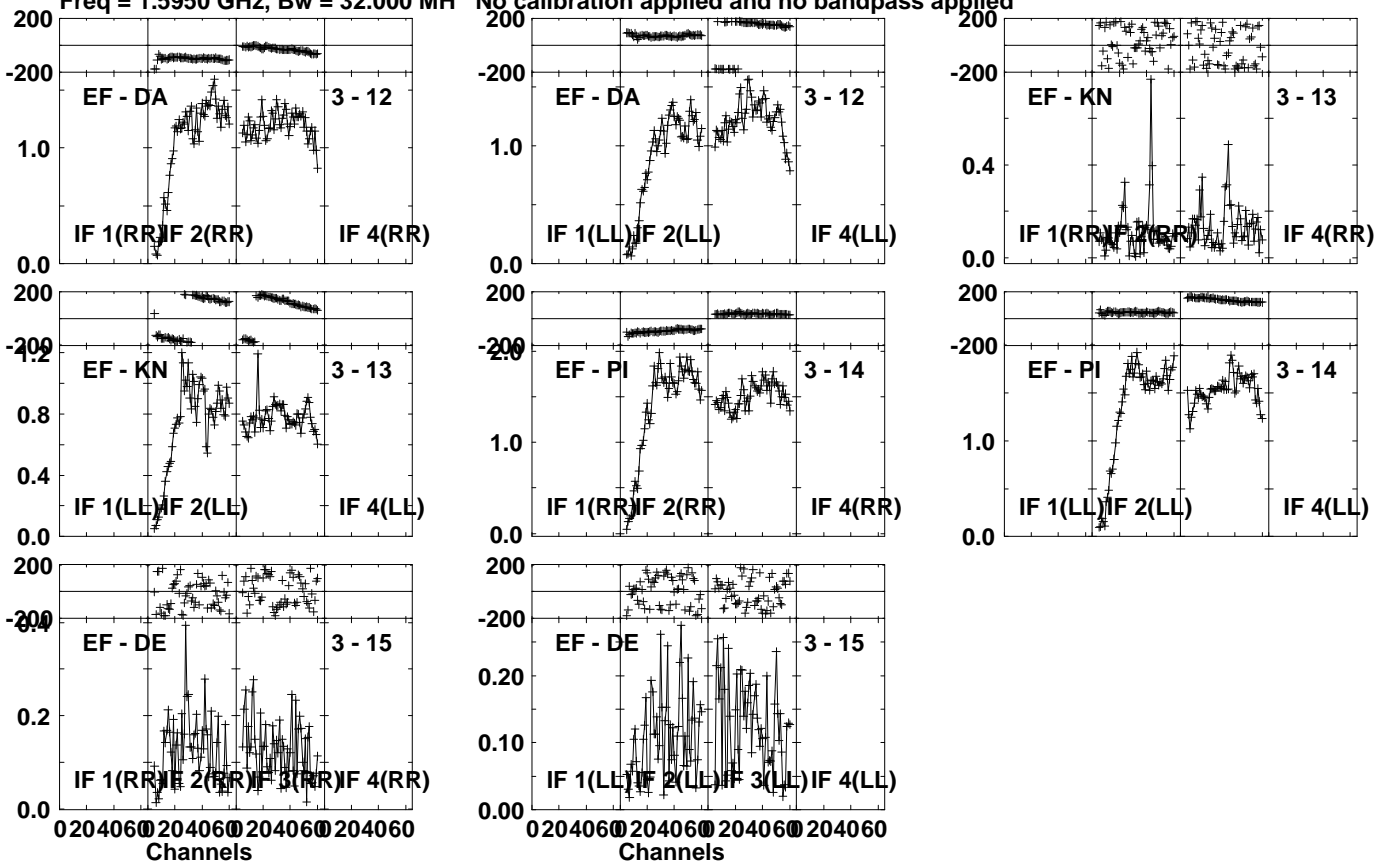 Freq = 1.5950 GHz, Bw = 32.000 MH No calibration applied and no bandpass applied
200
-200
EF - DA 3 - 12
1.0
IF 1(RR) IF 2(RR) IF 4(RR)
0.0
200
-200
EF - DA 3 - 12
1.0
IF 1(LL) IF 2(LL) IF 4(LL)
0.0
200
-200
EF - KN 3 - 13
0.4
IF 1(RR) IF 2(RR) IF 4(RR)
0.0
200
-200
1.2
EF - KN 3 - 13
0.8
0.4
IF 1(LL) IF 2(LL) IF 4(LL)
0.0
200
-200
2.0
EF - PI 3 - 14
1.0
IF 1(RR) IF 2(RR) IF 4(RR)
0.0
200
-200
EF - PI 3 - 14
1.0
IF 1(LL) IF 2(LL) IF 4(LL)
0.0
200
-200
0.4
EF - DE 3 - 15
0.2
IF 1(RR) IF 2(RR) IF 3(RR) IF 4(RR)
0.0
0 20 40 60 0 20 40 60 0 20 40 60 0 20 40 60
Channels
200
-200
EF - DE 3 - 15
0.20
0.10
IF 1(LL) IF 2(LL) IF 3(LL) IF 4(LL)
0.00
0 20 40 60 0 20 40 60 0 20 40 60 0 20 40 60
Channels